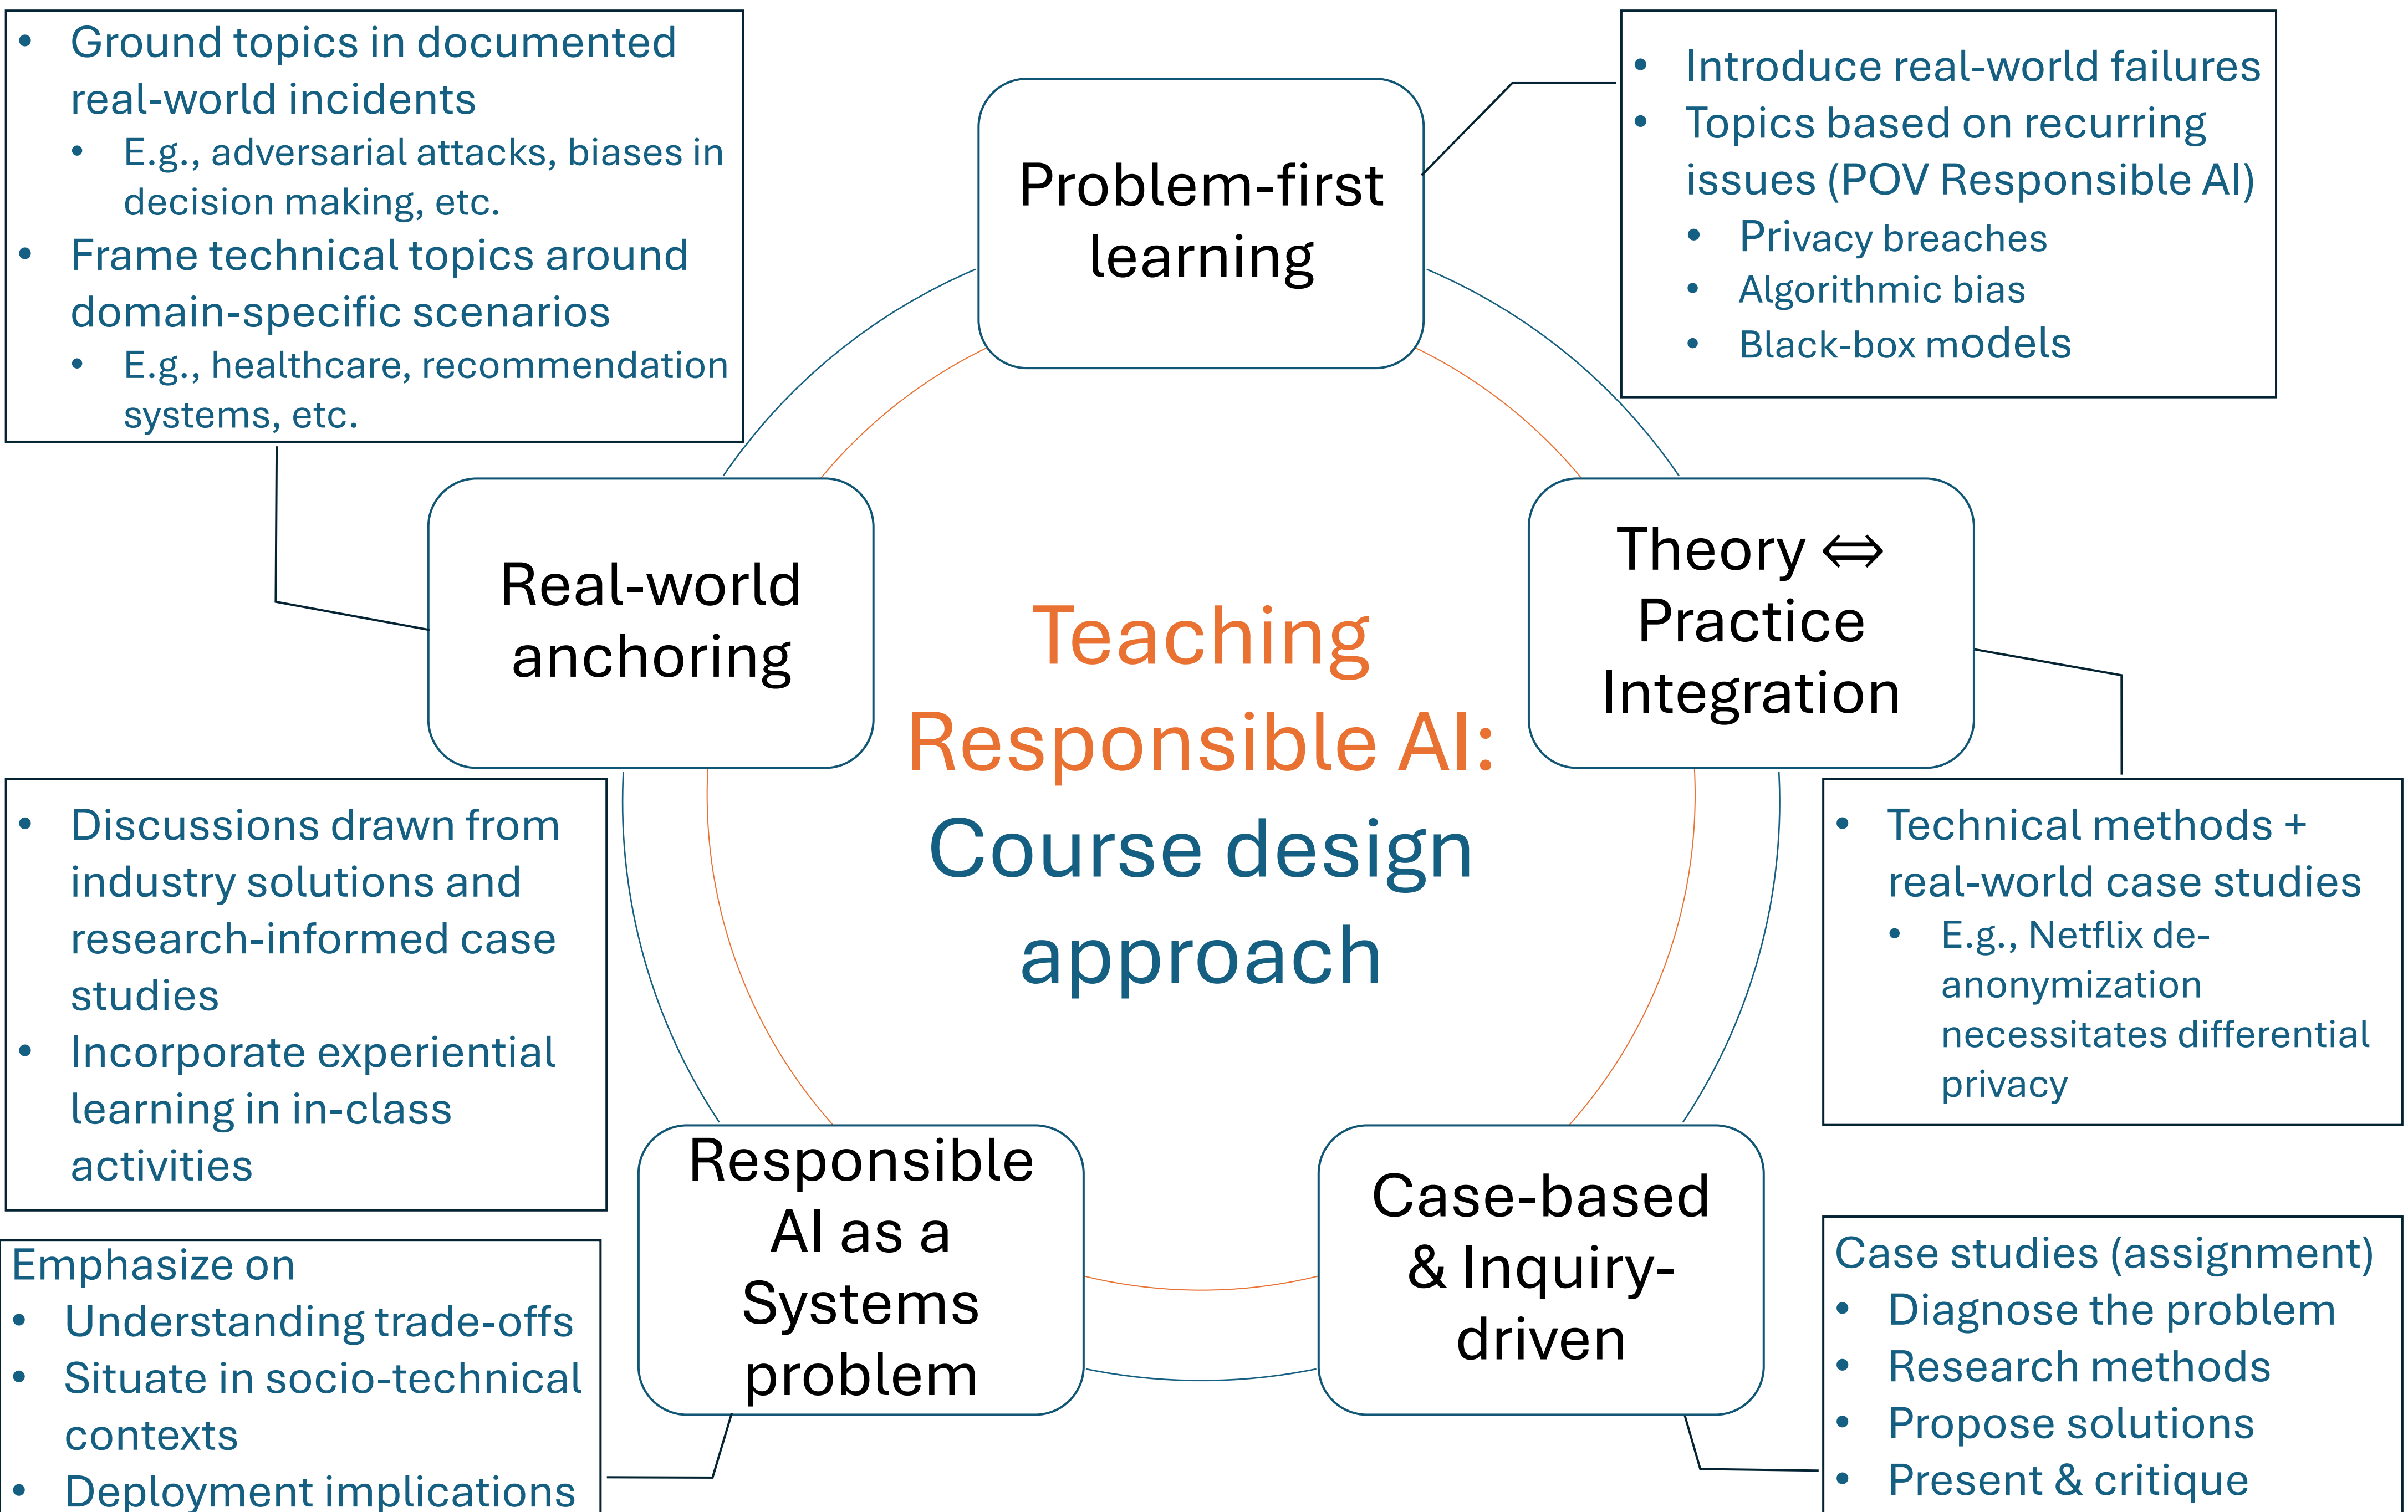 • Ground topics in documented
real-world incidents
• E.g., adversarial attacks, biases in
decision making, etc.
• Frame technical topics around
domain-specific scenarios
• E.g., healthcare, recommendation
systems, etc.
Problem-first
learning
• Introduce real-world failures
• Topics based on recurring
issues (POV Responsible AI)
• Privacy breaches
• Algorithmic bias
• Black-box models
Real-world
anchoring
Teaching
Responsible AI:
Course design
approach
Theory ⇔
Practice
Integration
• Discussions drawn from
industry solutions and
research-informed case
studies
• Incorporate experiential
learning in in-class
activities
• Technical methods +
real-world case studies
• E.g., Netflix de-
anonymization
necessitates differential
privacy
Responsible
AI as a
Systems
problem
Case-based
& Inquiry-
driven
Emphasize on
• Understanding trade-offs
• Situate in socio-technical
contexts
• Deployment implications
Case studies (assignment)
• Diagnose the problem
• Research methods
• Propose solutions
• Present & critique